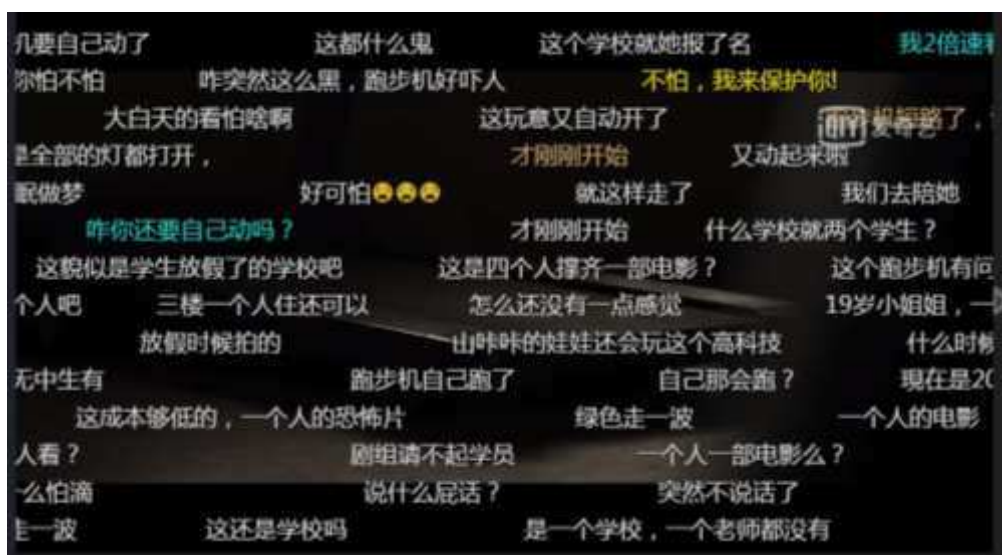 机要自己动了 这都什么鬼 这个学校就她报了名 我2倍速
你怕不怕 咋突然这么黑，跑步机好吓人 不怕，我来保护你!
大白天的看怕啥啊 这玩意又自动开了 机短路了， iQIYI 爱奇艺
是全部的灯都打开， 才刚刚开始 又动起来啦
眠做梦 好可怕😩😩😩 就这样走了 我们去陪她
咋你还要自己动吗？ 才刚刚开始 什么学校就两个学生？
这貌似是学生放假了的学校吧 这是四个人撑齐一部电影？ 这个跑步机有问
个人吧 三楼一个人住还可以 怎么还没有一点感觉 19岁小姐姐，一
放假时候拍的 山咔咔的娃娃还会玩这个高科技 什么时候
无中生有 跑步机自己跑了 自己那会跑？ 現在是20
这成本够低的，一个人的恐怖片 绿色走一波 一个人的电影
人看？ 剧组请不起学员 一个人一部电影么？
么怕滴 说什么屁话？ 突然不说话了
走一波 这还是学校吗 是一个学校，一个老师都没有